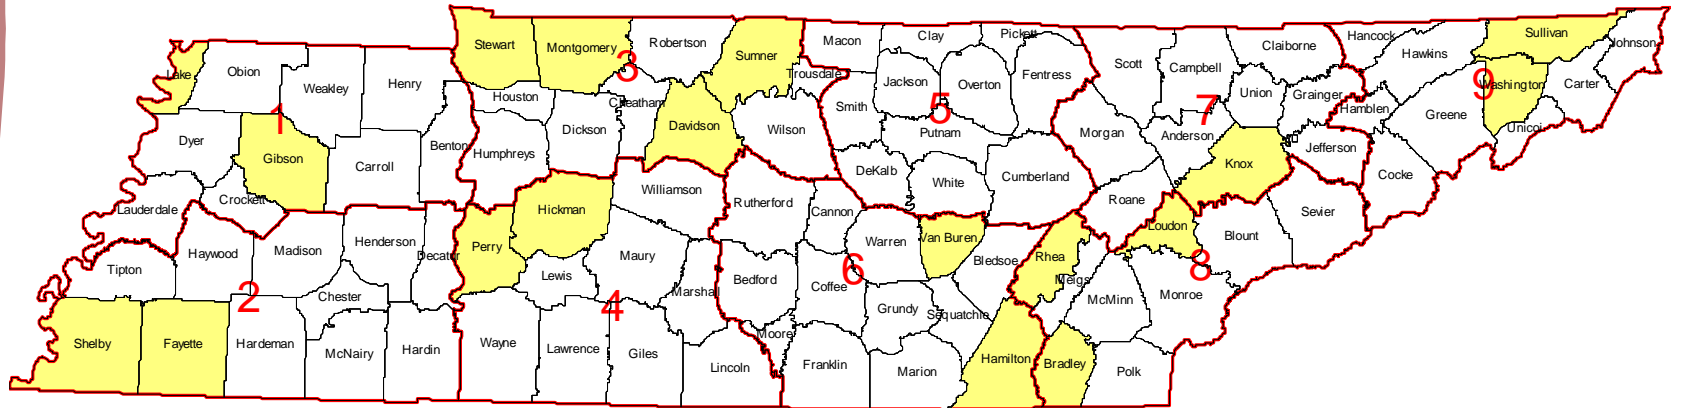 Stewart
Montgomery
3
Robertson
Sumner
Macon
Clay
Pickett
Scott
Campbell
Claiborne
Hancock
Hawkins
Sullivan
Johnson
Lake
Obion
Weakley
Henry
Houston
Cheatham
Trousdale
Jackson
Overton
Fentress
Union
Grainger
Hamblen
9
Washington
Carter
1
Dyer
Gibson
Carroll
Benton
Humphreys
Dickson
Davidson
Wilson
Smith
5
Putnam
Morgan
7
Anderson
Knox
Jefferson
Greene
Unicoi
Lauderdale
Crockett
Hickman
Williamson
Rutherford
Cannon
DeKalb
White
Cumberland
Roane
Loudon
Blount
Sevier
Cocke
Tipton
Haywood
Madison
Henderson
Decatur
Perry
Lewis
Maury
Marshall
Bedford
Coffee
6
Warren
Van Buren
Bledsoe
Rhea
Meigs
McMinn
Monroe
8
Shelby
Fayette
2
Hardeman
Chester
McNairy
Hardin
Wayne
Lawrence
4
Giles
Lincoln
Moore
Franklin
Grundy
Sequatchie
Marion
Hamilton
Bradley
Polk